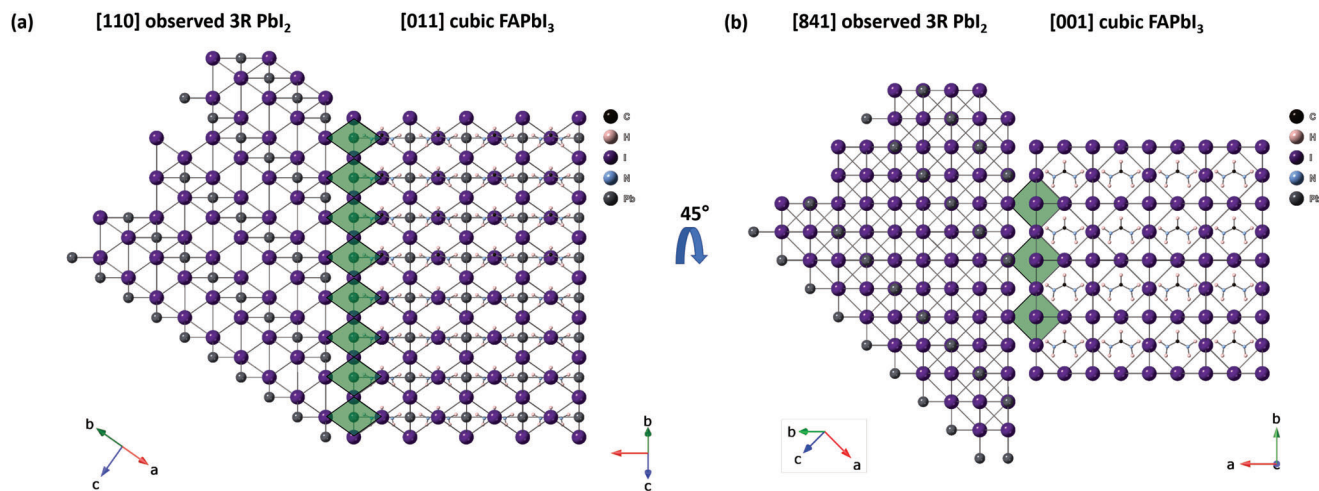 (a) [110] observed 3R PbI2 [011] cubic FAPbI3
C
H
I
N
Pb
b
a
c
b
c
45°
(b) [841] observed 3R PbI2 [001] cubic FAPbI3
C
H
I
N
Pb
b
c
a
b
a
c